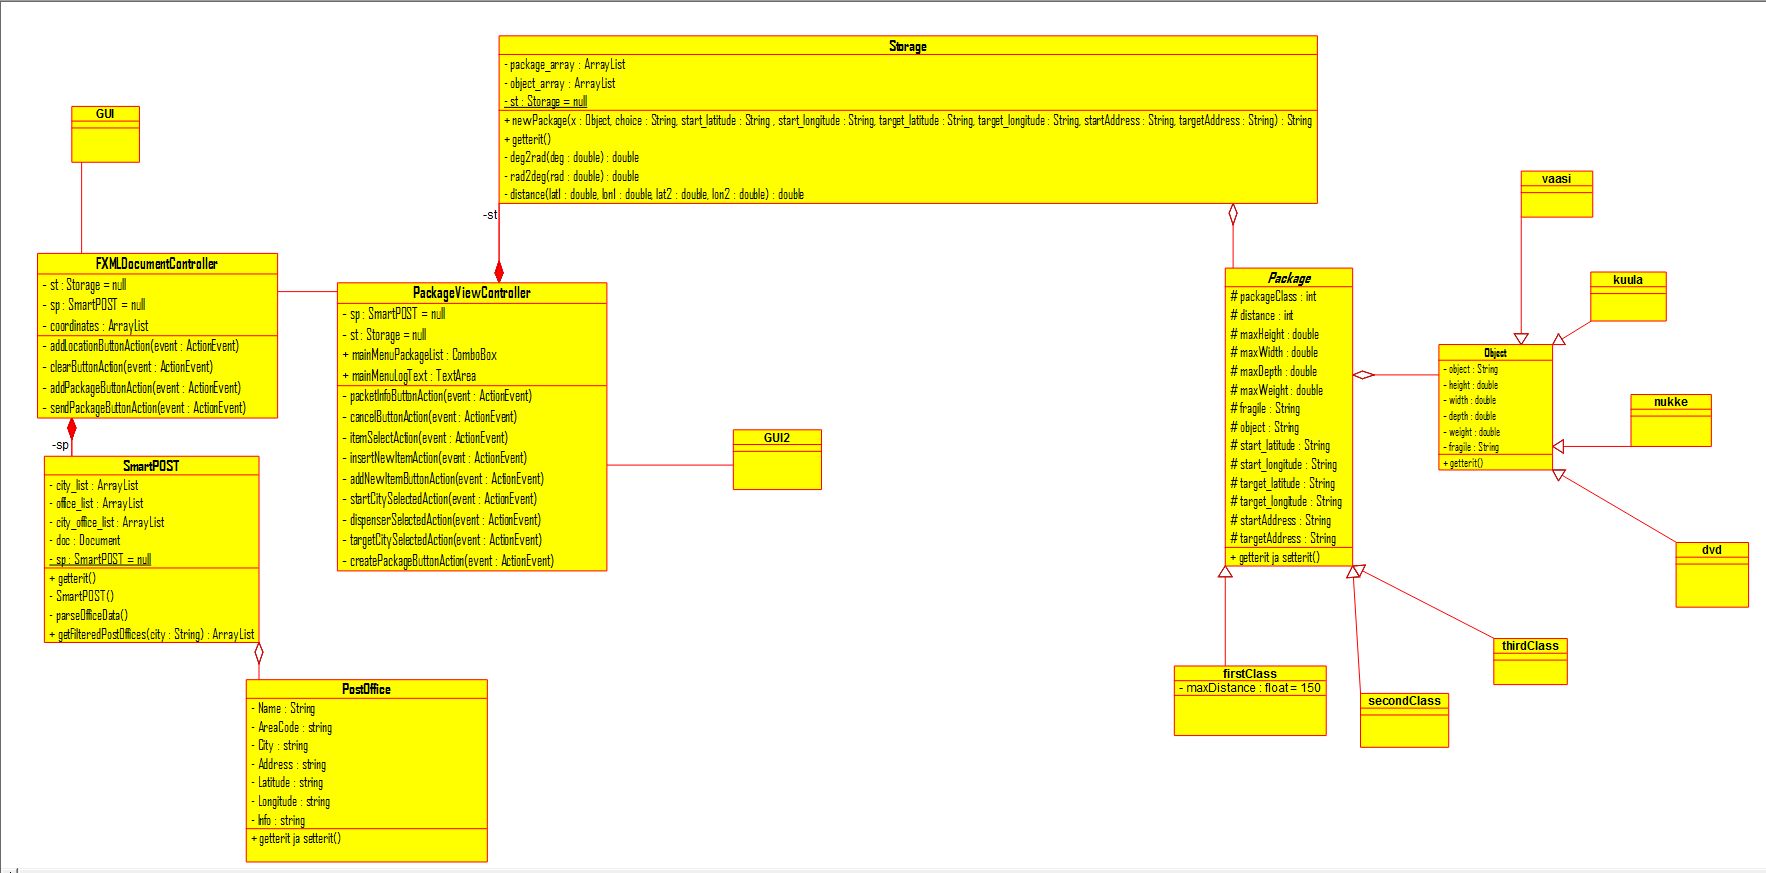 Storage
- package_array : ArrayList
- object_array : ArrayList
- st : Storage = null
+ newPackage(x : Object, choice : String, start_latitude : String , start_longitude : String, target_latitude : String, target_longitude : String, startAddress : String, targetAddress : String) : String
+ getterit()
- deg2rad(deg : double) : double
- rad2deg(rad : double) : double
- distance(lat1 : double, lon1 : double, lat2 : double, lon2 : double) : double
GUI
-st
FXMLDocumentController
- st : Storage = null
- sp : SmartPOST = null
- coordinates : ArrayList
- addLocationButtonAction(event : ActionEvent)
- clearButtonAction(event : ActionEvent)
- addPackageButtonAction(event : ActionEvent)
- sendPackageButtonAction(event : ActionEvent)
-sp
SmartPOST
- city_list : ArrayList
- office_list : ArrayList
- city_office_list : ArrayList
- doc : Document
- sp : SmartPOST = null
+ getterit()
- SmartPOST()
- parseOfficeData()
+ getFilteredPostOffices(city : String) : ArrayList
PostOffice
- Name : String
- AreaCode : string
- City : string
- Address : string
- Latitude : string
- Longitude : string
- Info : string
+ getterit ja setterit()
PackageViewController
- sp : SmartPOST = null
- st : Storage = null
+ mainMenuPackageList : ComboBox
+ mainMenuLogText : TextArea
- packetInfoButtonAction(event : ActionEvent)
- cancelButtonAction(event : ActionEvent)
- itemSelectAction(event : ActionEvent)
- insertNewItemAction(event : ActionEvent)
- addNewItemButtonAction(event : ActionEvent)
- startCitySelectedAction(event : ActionEvent)
- dispenserSelectedAction(event : ActionEvent)
- targetCitySelectedAction(event : ActionEvent)
- createPackageButtonAction(event : ActionEvent)
GUI2
Package
# packageClass : int
# distance : int
# maxHeight : double
# maxWidth : double
# maxDepth : double
# maxWeight : double
# fragile : String
# object : String
# start_latitude : String
# start_longitude : String
# target_latitude : String
# target_longitude : String
# startAddress : String
# targetAddress : String
+ getterit ja setterit()
vaasi
kuula
Object
- object : String
- height : double
- width : double
- depth : double
- weight : double
- fragile : String
+ getterit()
nukke
dvd
thirdClass
firstClass
- maxDistance : float = 150
secondClass